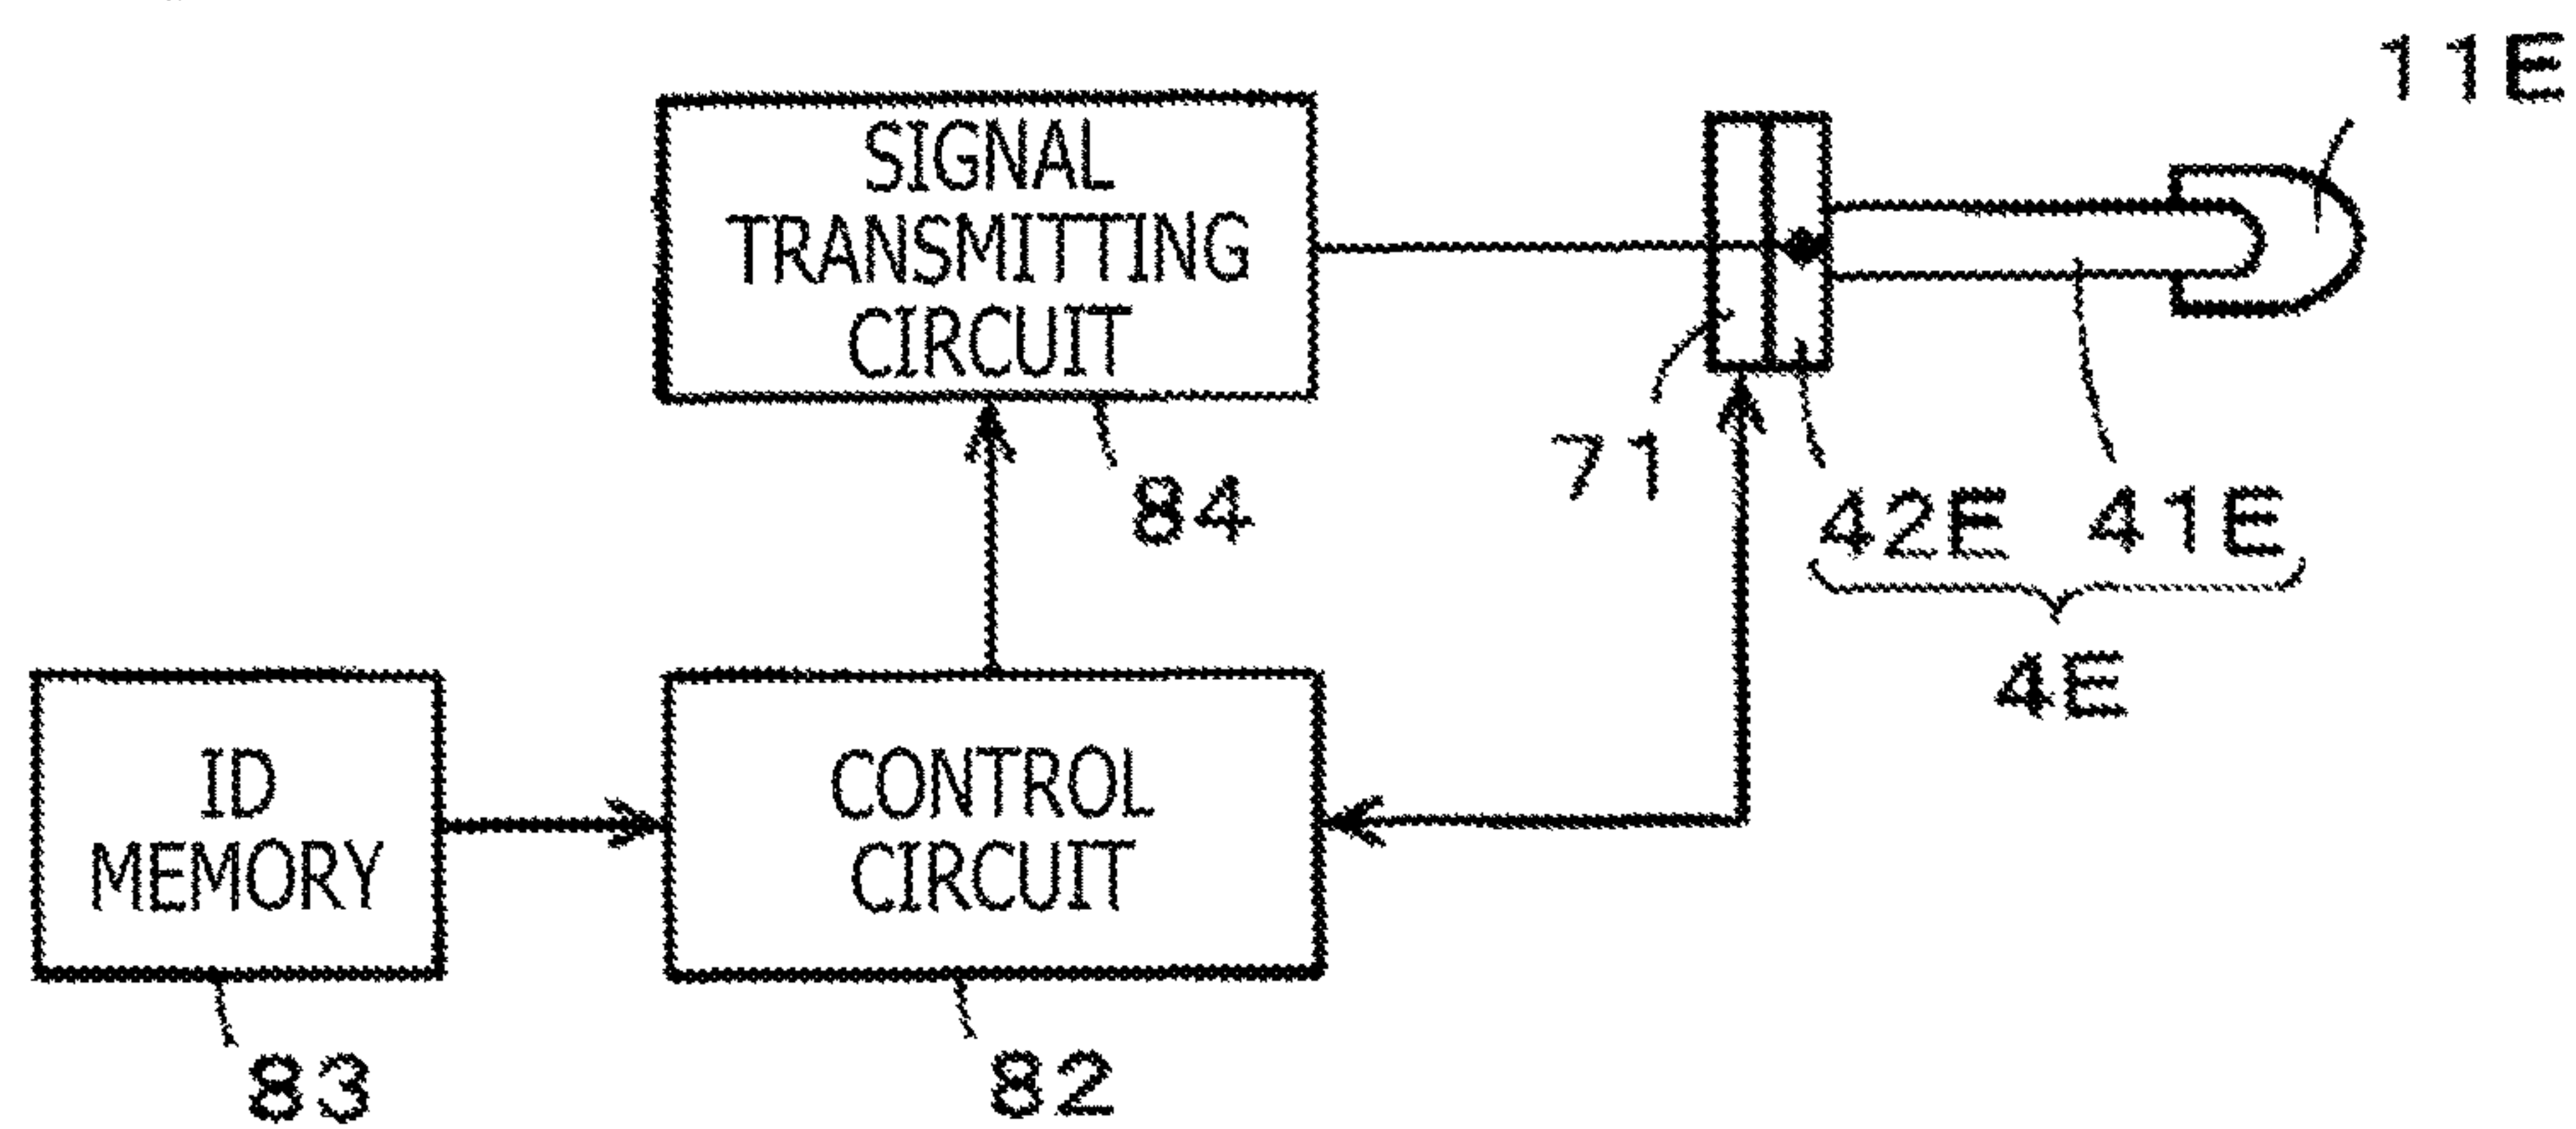 11E
SIGNAL
TRANSMITTING
CIRCUIT
84
71
42E 41E
4E
ID
MEMORY
83
CONTROL
CIRCUIT
82